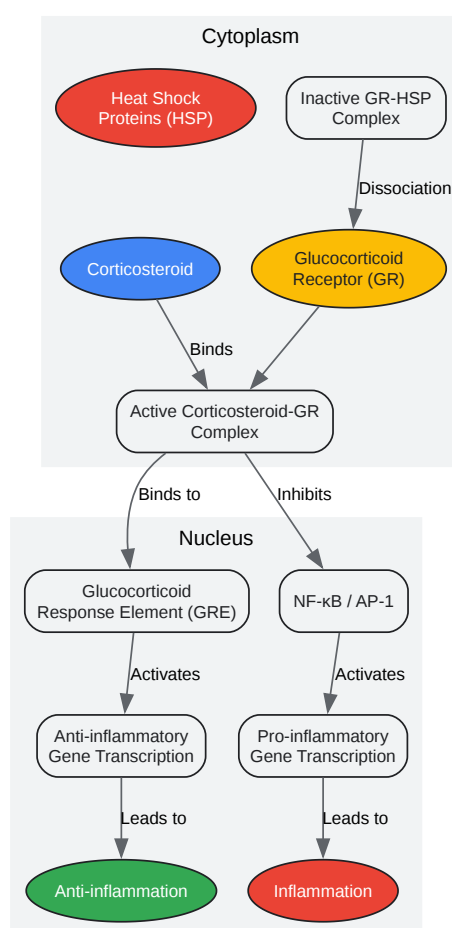 Cytoplasm
Heat Shock
Proteins (HSP)
Inactive GR-HSP
Complex
Dissociation
Corticosteroid
Glucocorticoid
Receptor (GR)
Binds
Active Corticosteroid-GR
Complex
Binds to
Inhibits
Nucleus
Glucocorticoid
Response Element (GRE)
NF-κB / AP-1
Activates
Activates
Anti-inflammatory
Gene Transcription
Pro-inflammatory
Gene Transcription
Leads to
Leads to
Anti-inflammation
Inflammation